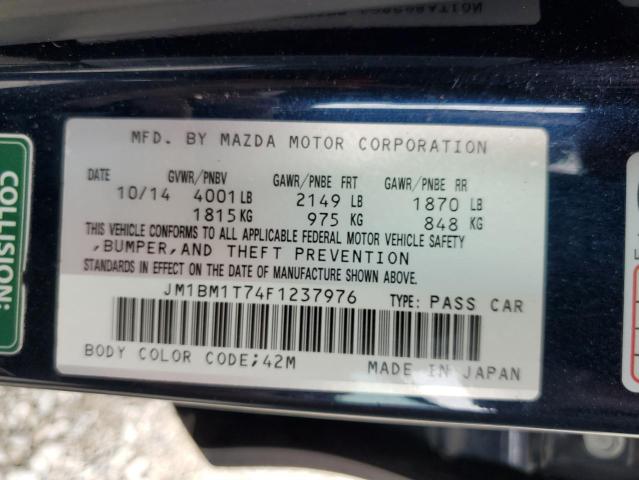 MFD. BY MAZDA MOTOR CORPORATION
DATE GVWR/PNBV GAWR/PNBE FRT GAWR/PNBE RR
10/14 4001 LB 2149 LB 1870 LB
1815 KG 975 KG 848 KG
THIS VEHICLE CONFORMS TO ALL APPLICABLE FEDERAL MOTOR VEHICLE SAFETY
,BUMPER,AND THEFT PREVENTION
STANDARDS IN EFFECT ON THE DATE OF MANUFACTURE SHOWN ABOVE.
JM1BM1T74F1237976 TYPE: PASS CAR
BODY COLOR CODE;42M MADE IN JAPAN
COLLISION: